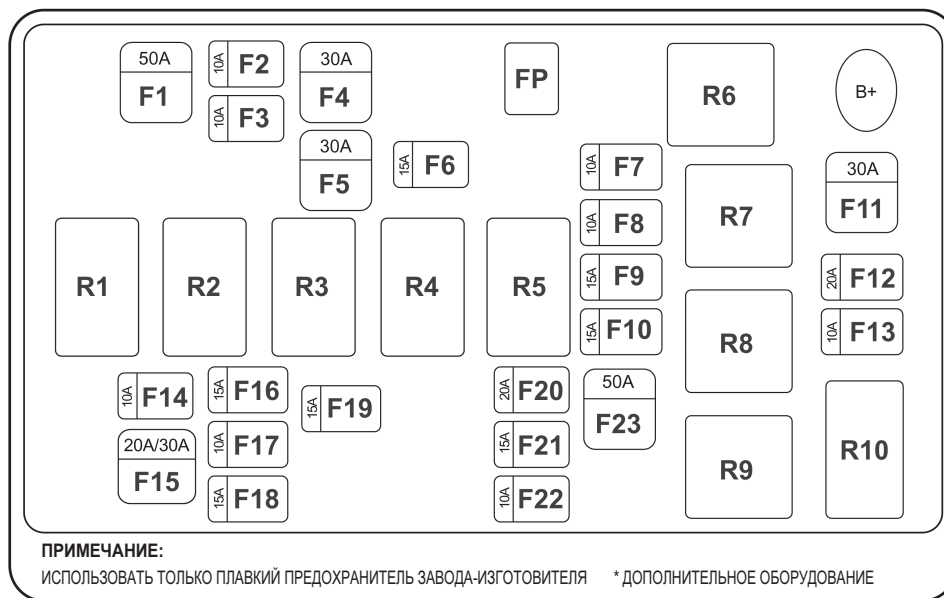 50A
F1
10A
F2
10A
F3
30A
F4
30A
F5
15A
F6
FP
R6
B+
10A
F7
10A
F8
15A
F9
15A
F10
R7
30A
F11
20A
F12
10A
F13
R1
R2
R3
R4
R5
R8
10A
F14
20A/30A
F15
15A
F16
10A
F17
15A
F18
15A
F19
20A
F20
15A
F21
10A
F22
50A
F23
R9
R10
ПРИМЕЧАНИЕ:
ИСПОЛЬЗОВАТЬ ТОЛЬКО ПЛАВКИЙ ПРЕДОХРАНИТЕЛЬ ЗАВОДА-ИЗГОТОВИТЕЛЯ * ДОПОЛНИТЕЛЬНОЕ ОБОРУДОВАНИЕ